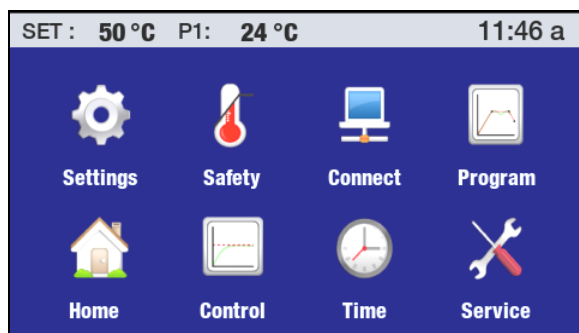 SET : 50 °C P1: 24 °C 11:46 a
Settings Safety Connect Program
Home Control Time Service